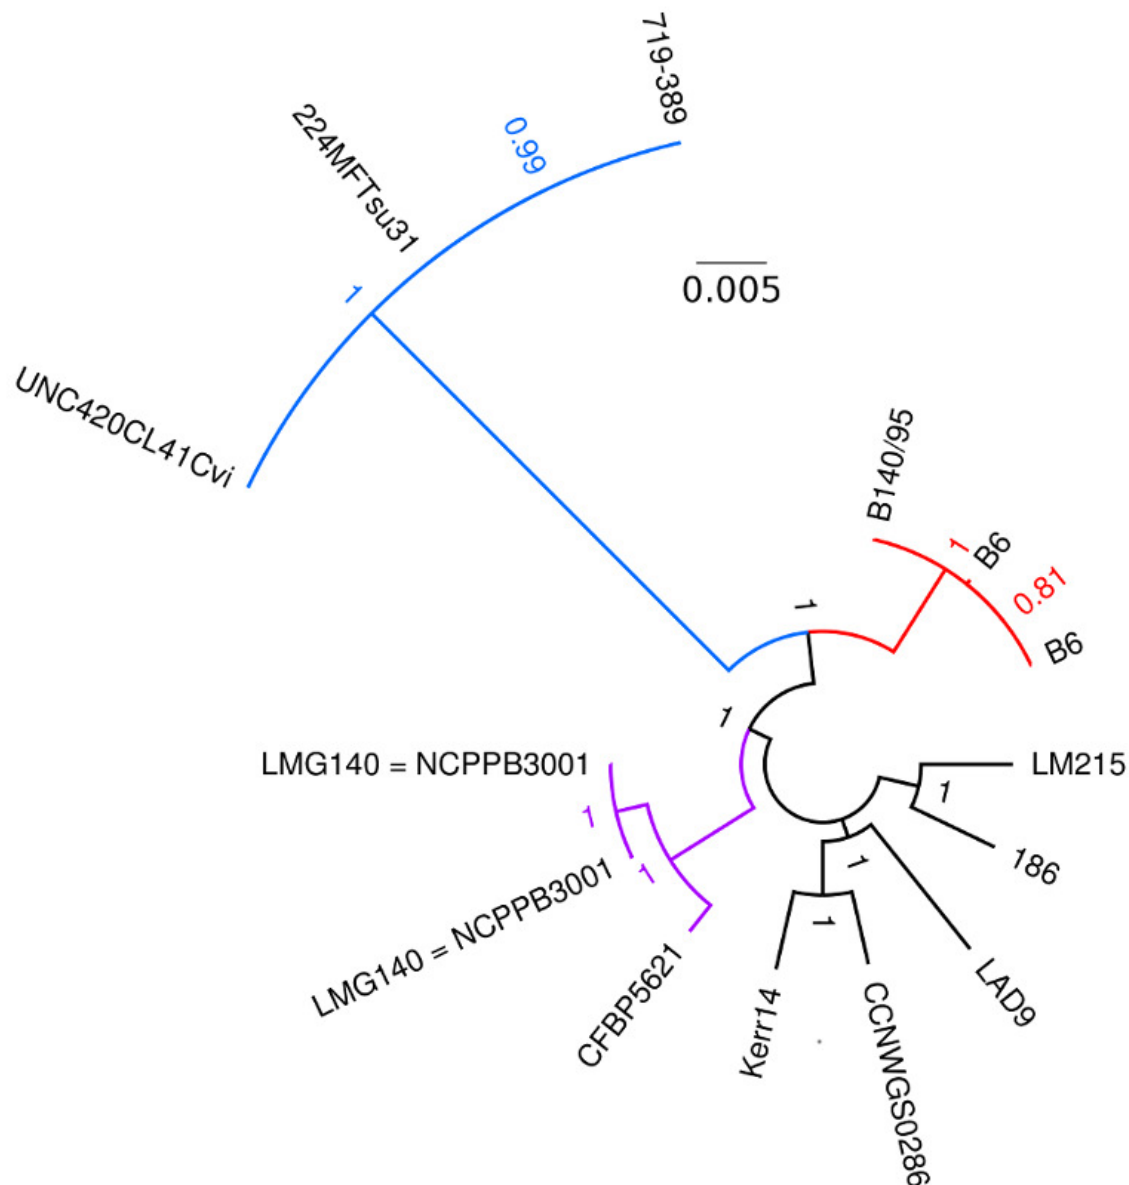 719-389
0.99
224MFTsu31
0.005
1
UNC420CL41Cvi
B140/95
1
B6
0.81
B6
1
1
LMG140 = NCPPB3001
LM215
1
1
186
1
1
LMG140 = NCPPB3001
1
CFBP5621
LAD9
Kerr14
CCNWGS0286